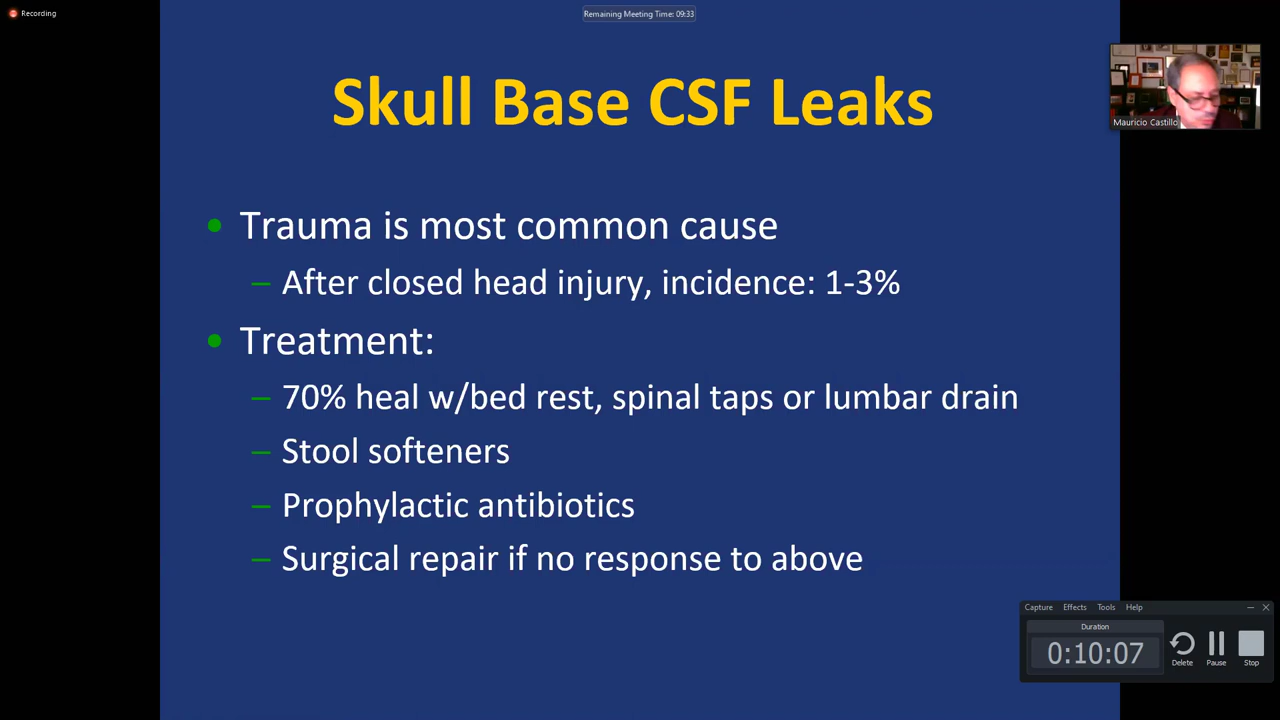 Recording
Remaining Meeting Time: 09:33
Skull Base CSF Leaks
Mauricio Castillo
• Trauma is most common cause
– After closed head injury, incidence: 1-3%
• Treatment:
– 70% heal w/bed rest, spinal taps or lumbar drain
– Stool softeners
– Prophylactic antibiotics
– Surgical repair if no response to above
Capture Effects Tools Help
Duration
0:10:07
Delete Pause Stop